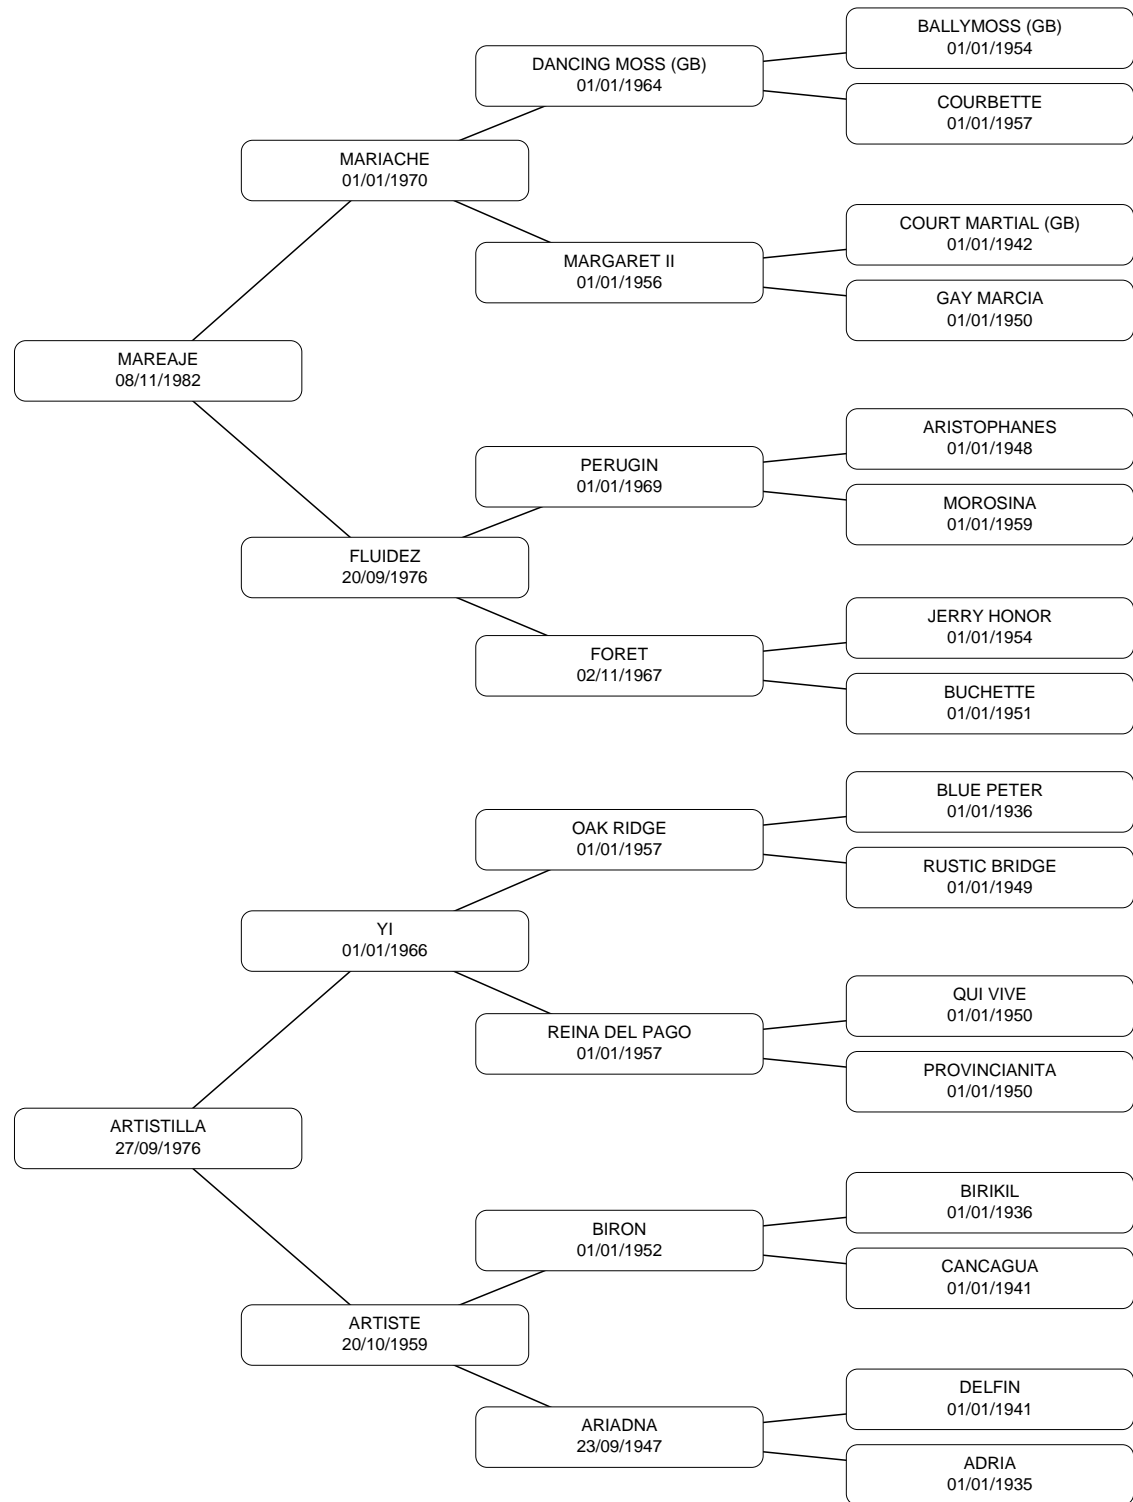 BALLYMOSS (GB)
01/01/1954
DANCING MOSS (GB)
01/01/1964
COURBETTE
01/01/1957
MARIACHE
01/01/1970
COURT MARTIAL (GB)
01/01/1942
MARGARET II
01/01/1956
GAY MARCIA
01/01/1950
MAREAJE
08/11/1982
ARISTOPHANES
01/01/1948
PERUGIN
01/01/1969
MOROSINA
01/01/1959
FLUIDEZ
20/09/1976
JERRY HONOR
01/01/1954
FORET
02/11/1967
BUCHETTE
01/01/1951
BLUE PETER
01/01/1936
OAK RIDGE
01/01/1957
RUSTIC BRIDGE
01/01/1949
YI
01/01/1966
QUI VIVE
01/01/1950
REINA DEL PAGO
01/01/1957
PROVINCIANITA
01/01/1950
ARTISTILLA
27/09/1976
BIRIKIL
01/01/1936
BIRON
01/01/1952
CANCAGUA
01/01/1941
ARTISTE
20/10/1959
DELFIN
01/01/1941
ARIADNA
23/09/1947
ADRIA
01/01/1935